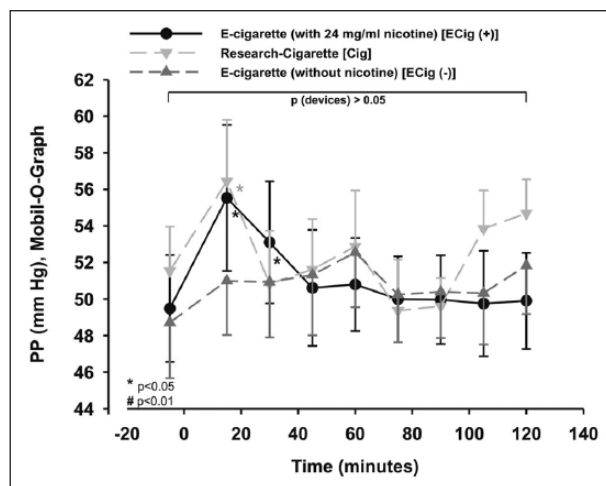 E-cigarette (with 24 mg/ml nicotine) [ECig (+)]
Research-Cigarette [Cig]
E-cigarette (without nicotine) [ECig (-)]
p (devices) > 0.05
PP (mm Hg), Mobil-O-Graph
62
60
58
56
54
52
50
48
46
44
*
*
*
* p<0.05
# p<0.01
-20 0 20 40 60 80 100 120 140
Time (minutes)